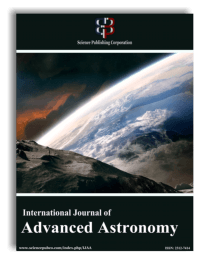 Science Publishing Corporation
International Journal of
Advanced Astronomy
www.sciencepubco.com/index.php/IJAA